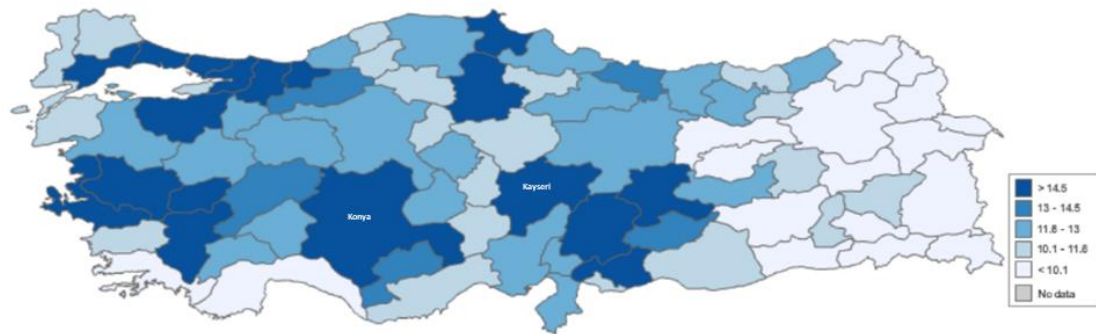 Kayseri
Konya
> 14.5
13 - 14.5
11.8 - 13
10.1 - 11.8
< 10.1
No data